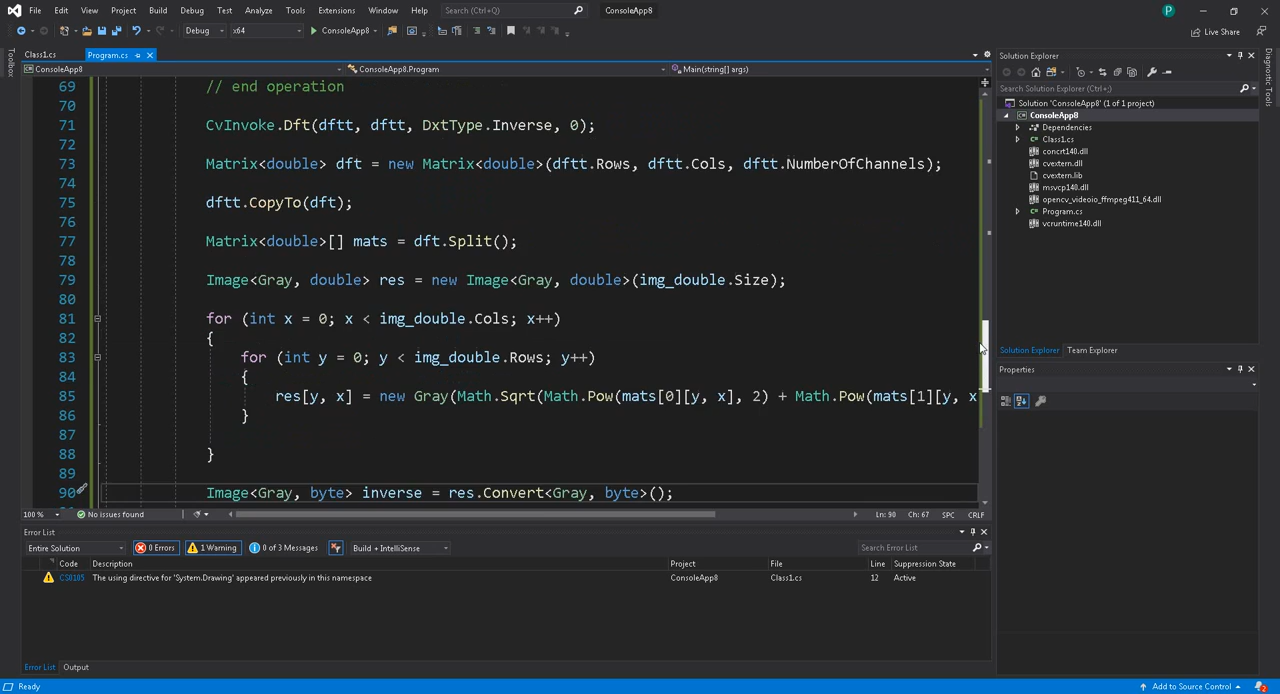 File Edit View Project Build Debug Test Analyze Tools Extensions Window Help Search (Ctrl+Q) ConsoleApp8 P
Debug x64 ConsoleApp8 Live Share
Toolbox
Class1.cs Program.cs
ConsoleApp8 ConsoleApp8.Program Main(string[] args)
69 // end operation
70
71 CvInvoke.Dft(dftt, dftt, DxtType.Inverse, 0);
72
73 Matrix<double> dft = new Matrix<double>(dftt.Rows, dftt.Cols, dftt.NumberOfChannels);
74
75 dftt.CopyTo(dft);
76
77 Matrix<double>[] mats = dft.Split();
78
79 Image<Gray, double> res = new Image<Gray, double>(img_double.Size);
80
81 for (int x = 0; x < img_double.Cols; x++)
82 {
83 for (int y = 0; y < img_double.Rows; y++)
84 {
85 res[y, x] = new Gray(Math.Sqrt(Math.Pow(mats[0][y, x], 2) + Math.Pow(mats[1][y, x
86 }
87
88 }
89
90 Image<Gray, byte> inverse = res.Convert<Gray, byte>();
100 % No issues found Ln: 90 Ch: 67 SPC CRLF
Error List
Entire Solution 0 Errors 1 Warning 0 of 3 Messages Build + IntelliSense Search Error List
Code Description Project File Line Suppression State
CS0105 The using directive for 'System.Drawing' appeared previously in this namespace ConsoleApp8 Class1.cs 12 Active
Error List Output
Solution Explorer
Search Solution Explorer (Ctrl+;)
Solution 'ConsoleApp8' (1 of 1 project)
ConsoleApp8
Dependencies
Class1.cs
concrt140.dll
cvextern.dll
cvextern.lib
msvcp140.dll
opencv_videoio_ffmpeg411_64.dll
Program.cs
vcruntime140.dll
Solution Explorer Team Explorer
Properties
Diagnostic Tools
Ready Add to Source Control 2